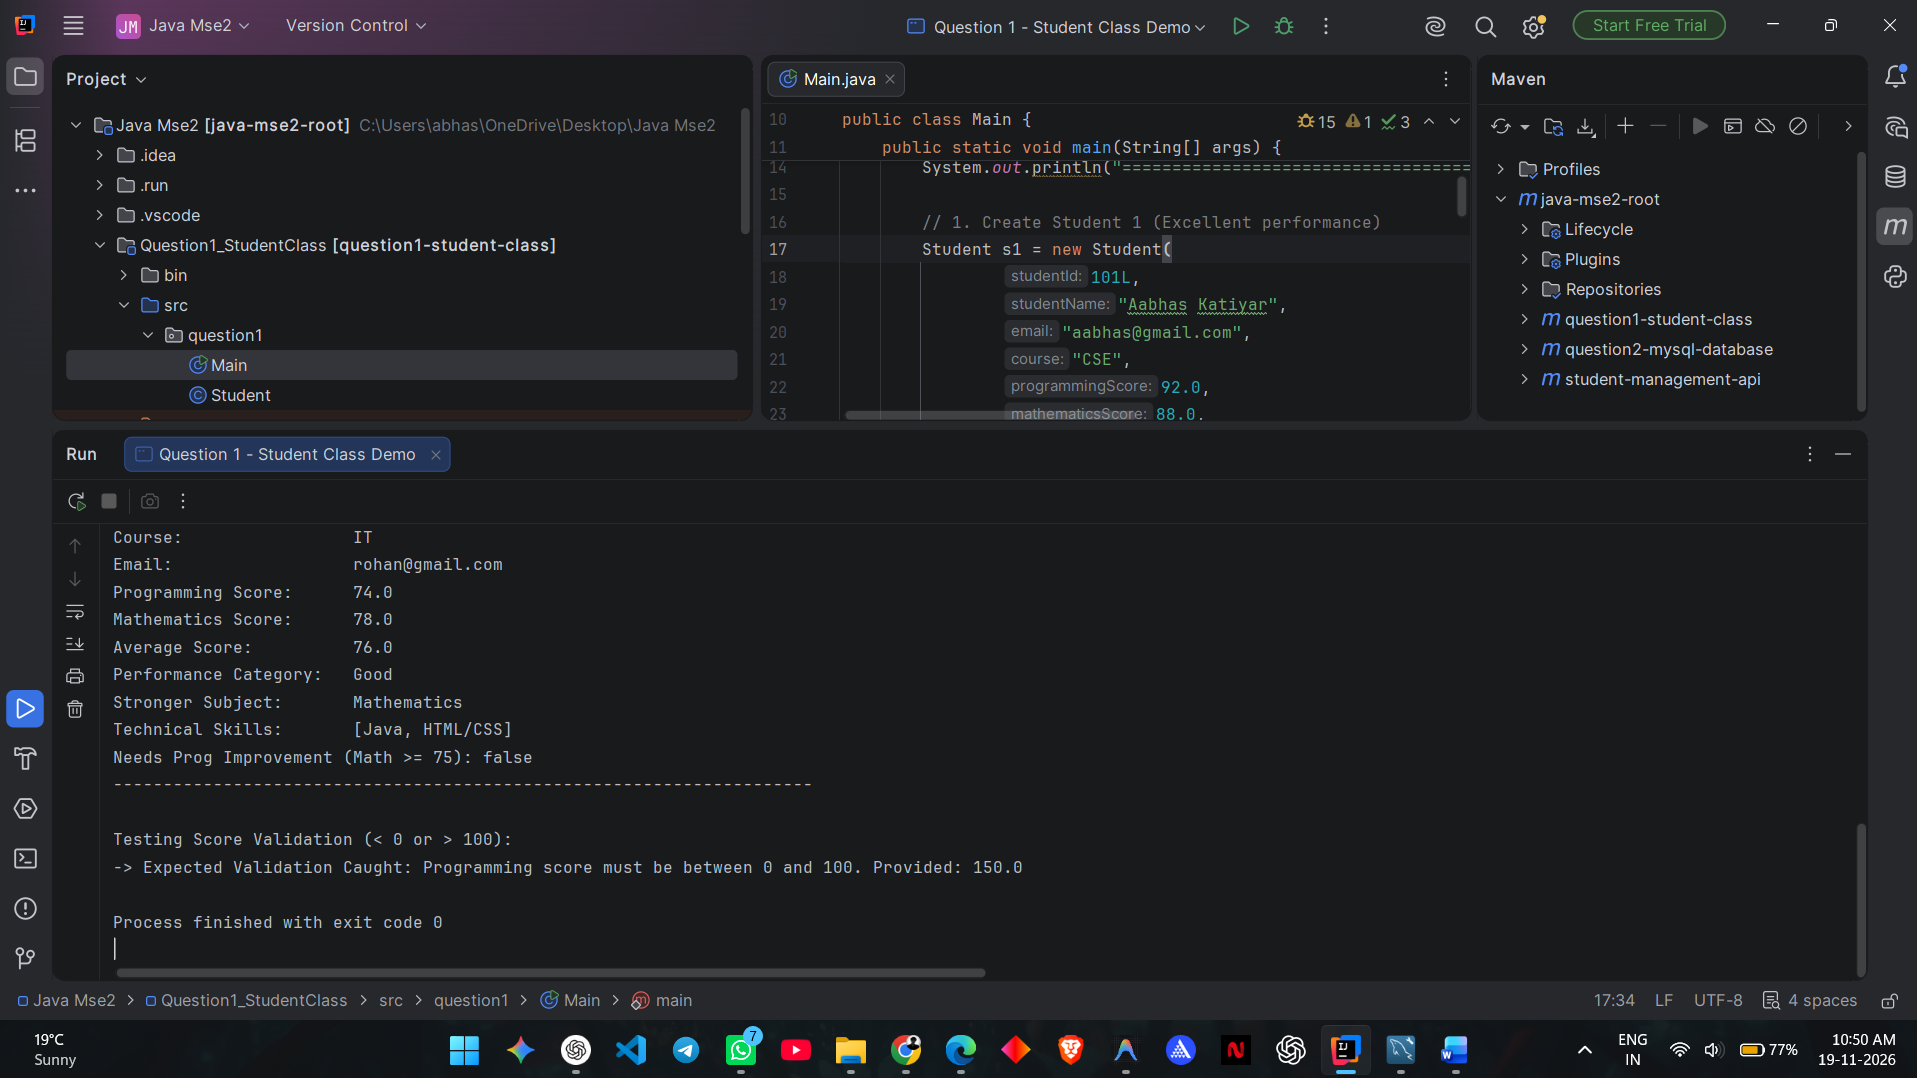 JM Java Mse2
Version Control
Question 1 - Student Class Demo
Start Free Trial
Project
Java Mse2 [java-mse2-root] C:\Users\abhas\OneDrive\Desktop\Java Mse2
.idea
.run
.vscode
Question1_StudentClass [question1-student-class]
bin
src
question1
Main
Student
Main.java
10 public class Main {
15 1 3
11 public static void main(String[] args) {
14 System.out.println("===================================
15
16 // 1. Create Student 1 (Excellent performance)
17 Student s1 = new Student(
18 studentId: 101L,
19 studentName: "Aabhas Katiyar",
20 email: "aabhas@gmail.com",
21 course: "CSE",
22 programmingScore: 92.0,
23 mathematicsScore: 88.0,
Maven
Profiles
java-mse2-root
Lifecycle
Plugins
Repositories
question1-student-class
question2-mysql-database
student-management-api
Run
Question 1 - Student Class Demo
Course: IT
Email: rohan@gmail.com
Programming Score: 74.0
Mathematics Score: 78.0
Average Score: 76.0
Performance Category: Good
Stronger Subject: Mathematics
Technical Skills: [Java, HTML/CSS]
Needs Prog Improvement (Math >= 75): false
----------------------------------------------------------------------
Testing Score Validation (< 0 or > 100):
-> Expected Validation Caught: Programming score must be between 0 and 100. Provided: 150.0
Process finished with exit code 0
Java Mse2 > Question1_StudentClass > src > question1 > Main > main
17:34 LF UTF-8 4 spaces
19°C
Sunny
7
ENG
IN
77%
10:50 AM
19-11-2026